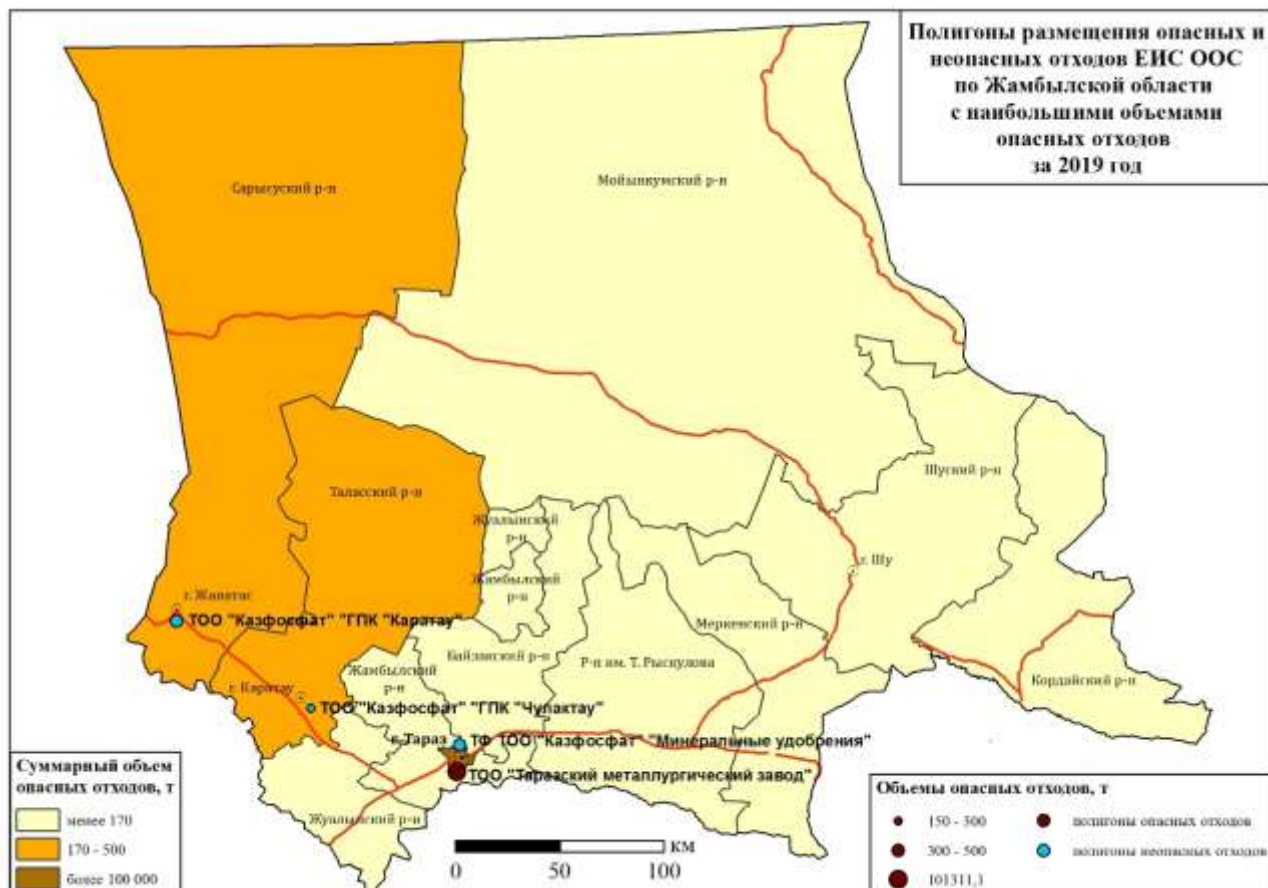 Полигоны размещения опасных и
неопасных отходов ЕИС ООС
по Жамбылской области
с наибольшими объемами
опасных отходов
за 2019 год
Сарысуский р-н
Мойынкумский р-н
Шуский р-н
Таласский р-н
Жуалынский
р-н
Жамбылский
р-н
г. Шу
г. Жанатас
ТОО "Казфосфат" "ГПК "Каратау"
Меркенский р-н
Байзакский р-н
Р-н им. Т. Рыскулова
Жамбылский
р-н
Кордайский р-н
г. Каратау
ТОО "Казфосфат" "ГПК "Чулактау"
г. Тараз
ТФ ТОО "Казфосфат" "Минеральные удобрения"
ТОО "Таразский металлургический завод"
Жуалынский р-н
Суммарный объем
опасных отходов, т
менее 170
170 - 500
более 100 000
0 50 100 КМ
Объемы опасных отходов, т
150 - 300
300 - 500
101311,1
полигоны опасных отходов
полигоны неопасных отходов